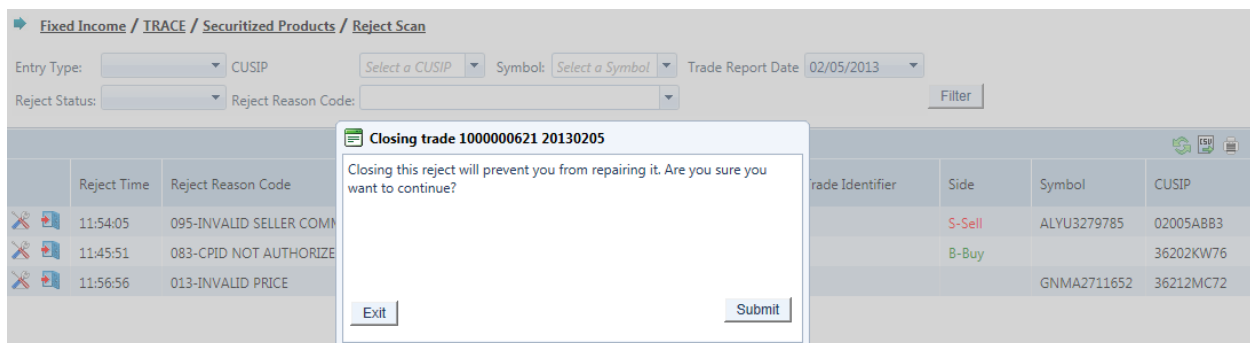 Fixed Income / TRACE / Securitized Products / Reject Scan
Entry Type: CUSIP Select a CUSIP Symbol: Select a Symbol Trade Report Date 02/05/2013
Reject Status: Reject Reason Code: Filter
Closing trade 1000000621 20130205
Closing this reject will prevent you from repairing it. Are you sure you
want to continue?
Exit Submit
CSV
Reject Time Reject Reason Code Trade Identifier Side Symbol CUSIP
11:54:05 095-INVALID SELLER COMM S-Sell ALYU3279785 02005ABB3
11:45:51 083-CPID NOT AUTHORIZE B-Buy 36202KW76
11:56:56 013-INVALID PRICE GNMA2711652 36212MC72